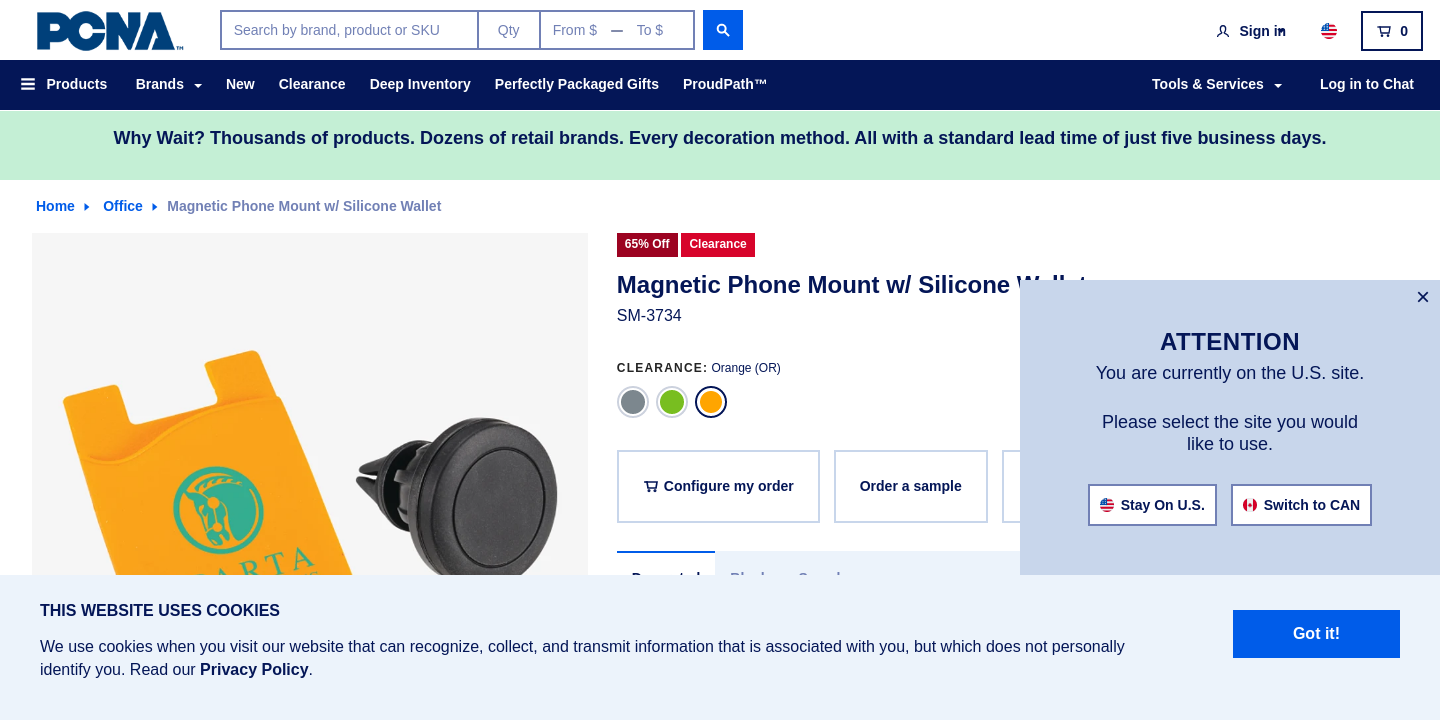 PCNA™
Search by brand, product or SKU
Qty
From $ — To $
Sign in
0
Products
Brands
New
Clearance
Deep Inventory
Perfectly Packaged Gifts
ProudPath™
Tools & Services
Log in to Chat
Why Wait? Thousands of products. Dozens of retail brands. Every decoration method. All with a standard lead time of just five business days.
Home
Office
Magnetic Phone Mount w/ Silicone Wallet
65% Off
Clearance
Magnetic Phone Mount w/ Silicone Wallet
SM-3734
CLEARANCE: Orange (OR)
Configure my order
Order a sample
×
ATTENTION
You are currently on the U.S. site.
Please select the site you would
like to use.
Stay On U.S.
Switch to CAN
THIS WEBSITE USES COOKIES
We use cookies when you visit our website that can recognize, collect, and transmit information that is associated with you, but which does not personally
identify you. Read our Privacy Policy.
Got it!